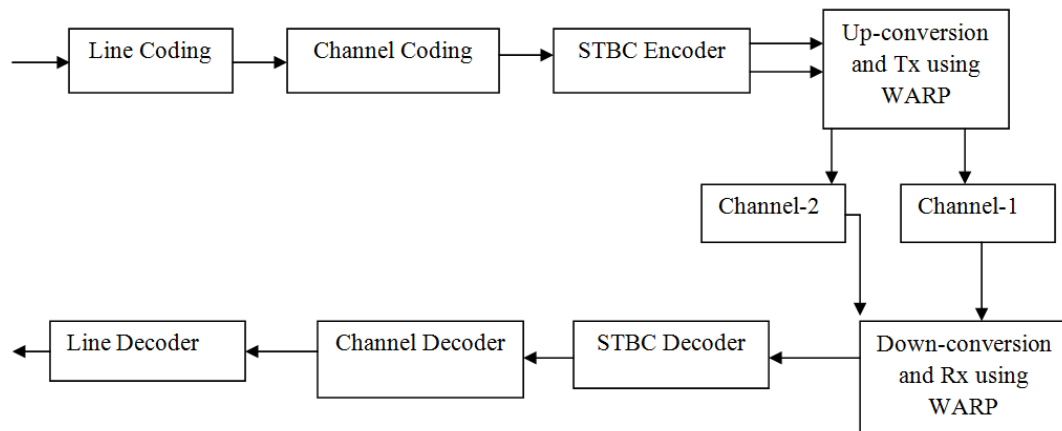 Line Coding
Channel Coding
STBC Encoder
Up-conversion
and Tx using
WARP
Channel-2
Channel-1
Line Decoder
Channel Decoder
STBC Decoder
Down-conversion
and Rx using
WARP